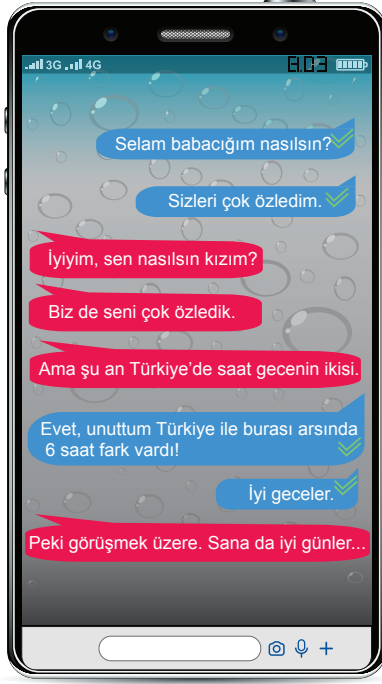 3G 4G 8.03
Selam babacığım nasılsın?
Sizleri çok özledim.
İyiyim, sen nasılsın kızım?
Biz de seni çok özledik.
Ama şu an Türkiye’de saat gecenin ikisi.
Evet, unuttum Türkiye ile burası arsında
6 saat fark vardı!
İyi geceler.
Peki görüşmek üzere. Sana da iyi günler...